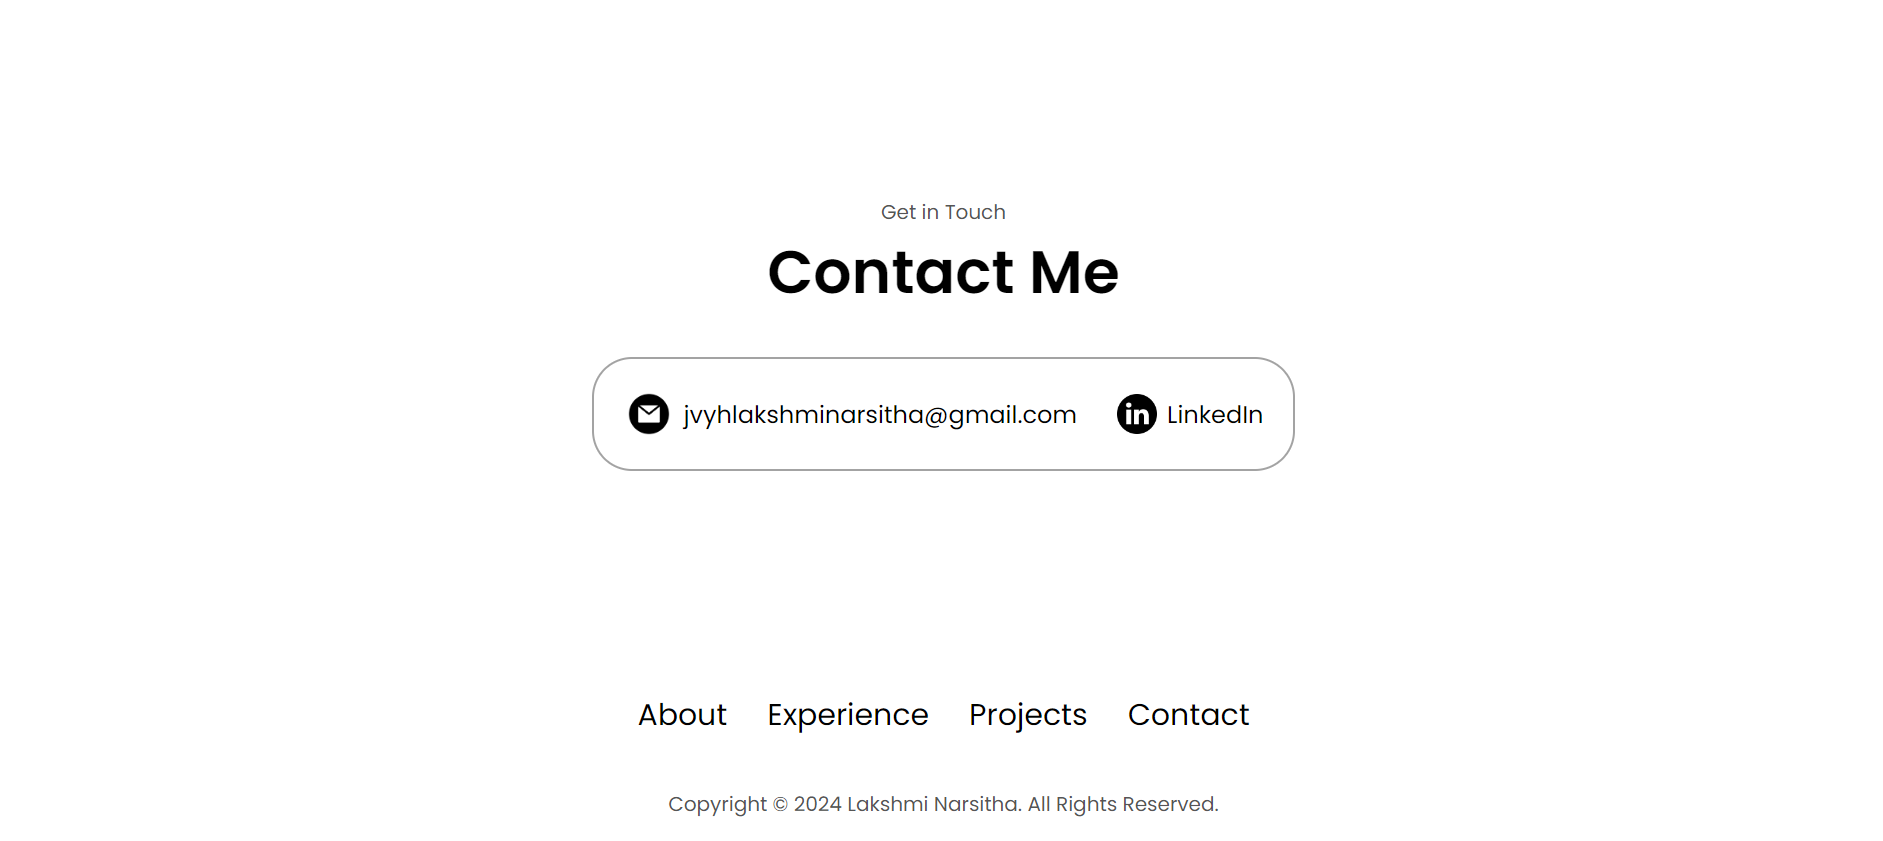 Get in Touch
Contact Me
jvyhlakshminarsitha@gmail.com LinkedIn
About Experience Projects Contact
Copyright © 2024 Lakshmi Narsitha. All Rights Reserved.